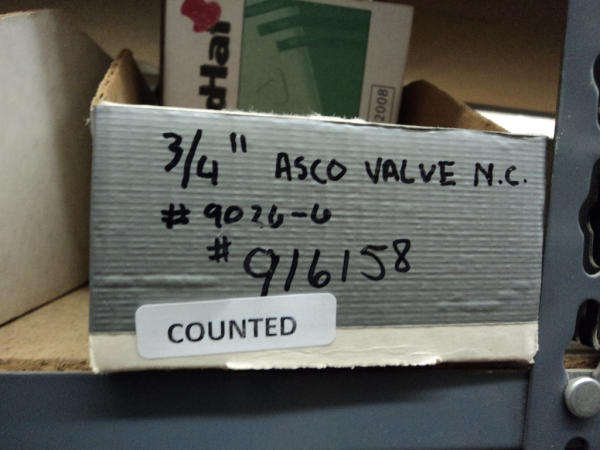 2008
3/4" ASCO VALVE N.C.
# 9026-6
# 916158
COUNTED